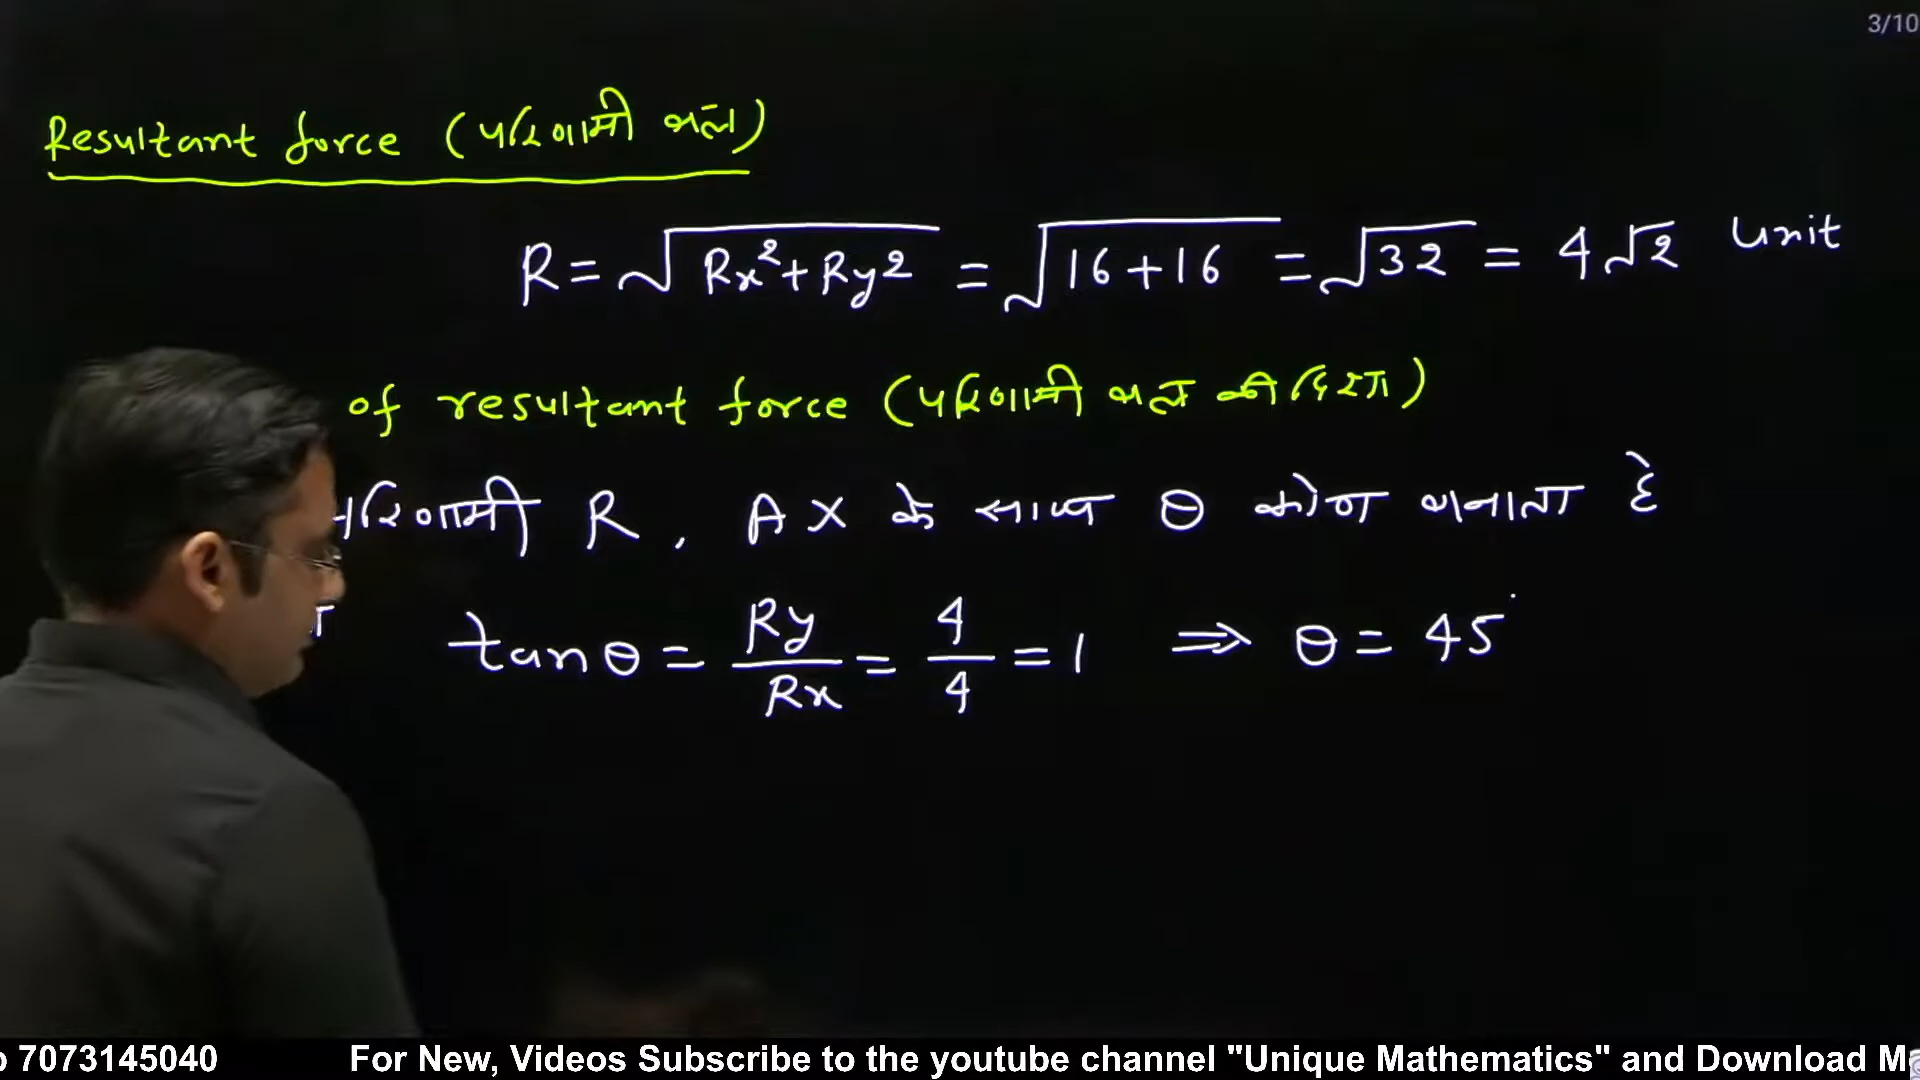 3/10
Resultant force (परिणामी बल)
R = √Rx²+Ry² = √16+16 = √32 = 4√2 Unit
of resultant force (परिणामी बल की दिशा)
परिणामी R, AX के साथ θ कोण बनाता है
tanθ = Ry/Rx = 4/4 = 1 ⇒ θ = 45
7073145040 For New, Videos Subscribe to the youtube channel "Unique Mathematics" and Download